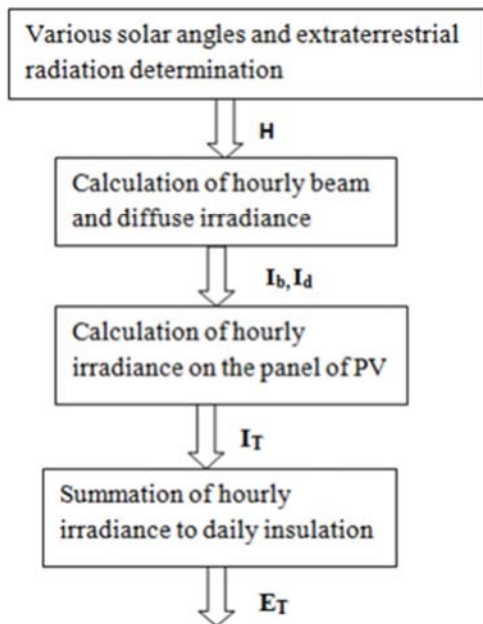 Various solar angles and extraterrestrial
radiation determination
H
Calculation of hourly beam
and diffuse irradiance
Ib, Id
Calculation of hourly
irradiance on the panel of PV
IT
Summation of hourly
irradiance to daily insulation
ET